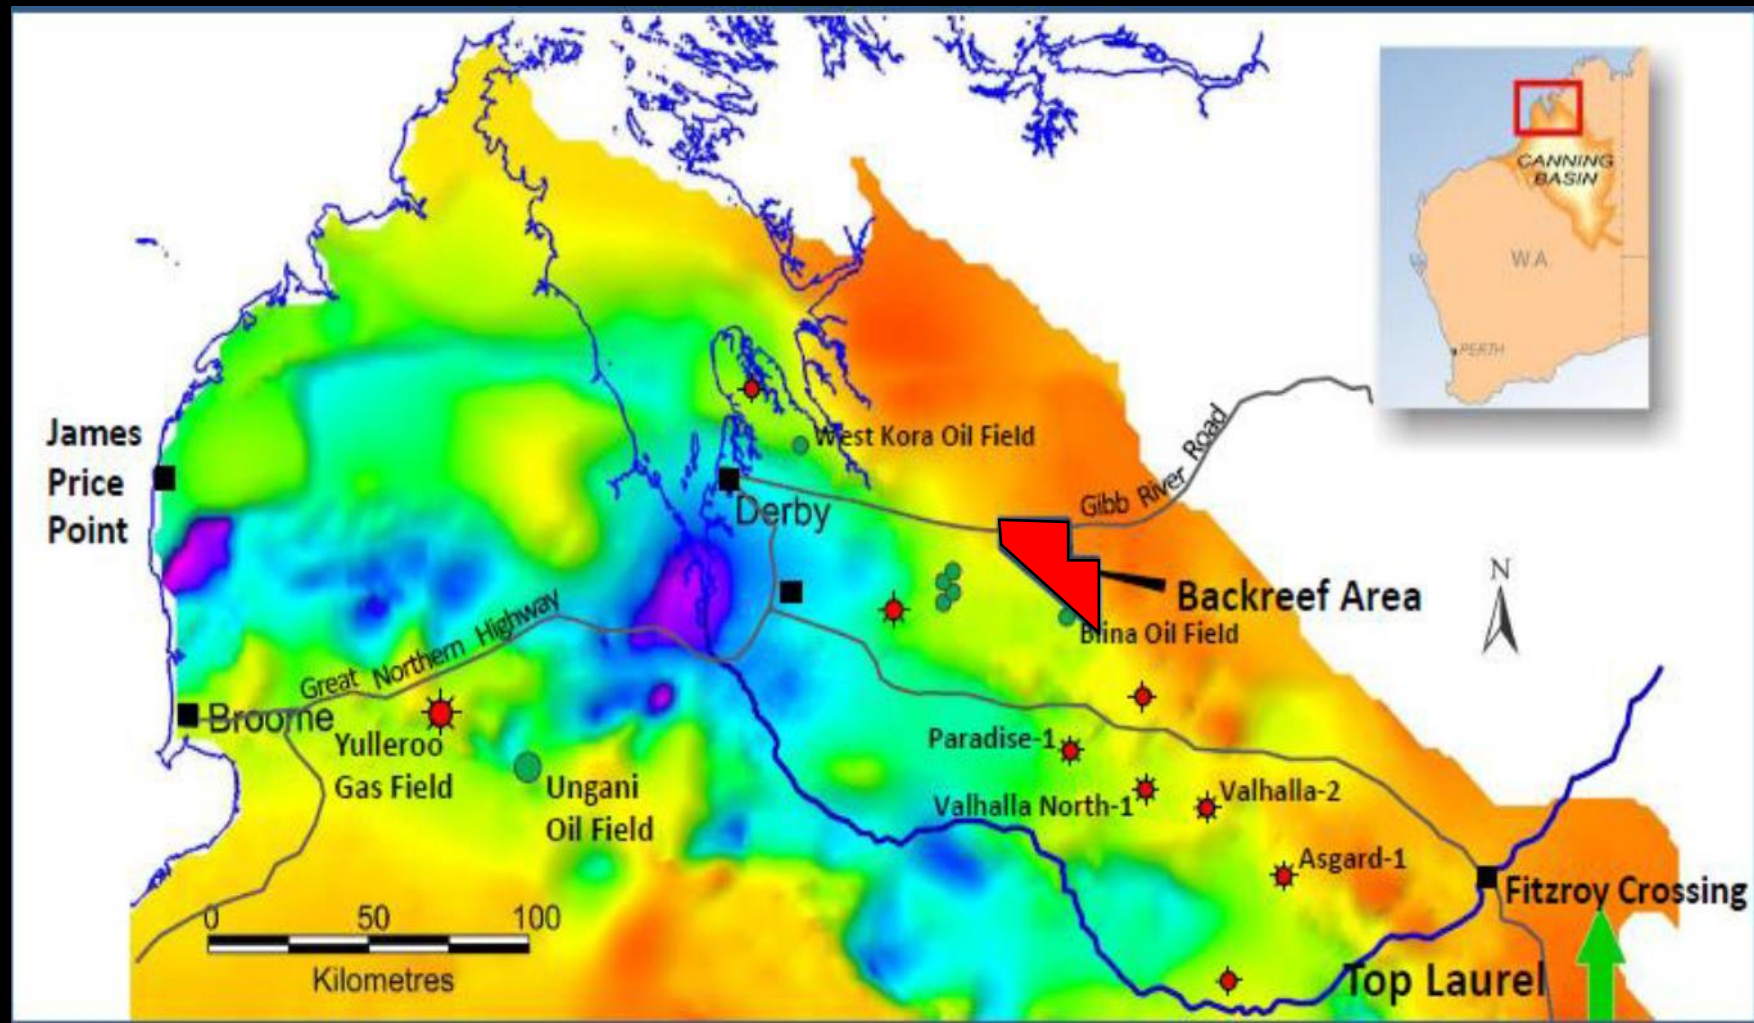 CANNING
BASIN
W.A
PERTH
James
Price
Point
West Kora Oil Field
Derby
Gibb River Road
Backreef Area
Blina Oil Field
N
Great Northern Highway
Broome
Yulleroo
Gas Field
Ungani
Oil Field
Paradise-1
Valhalla North-1
Valhalla-2
Asgard-1
Fitzroy Crossing
0 50 100
Kilometres
Top Laurel